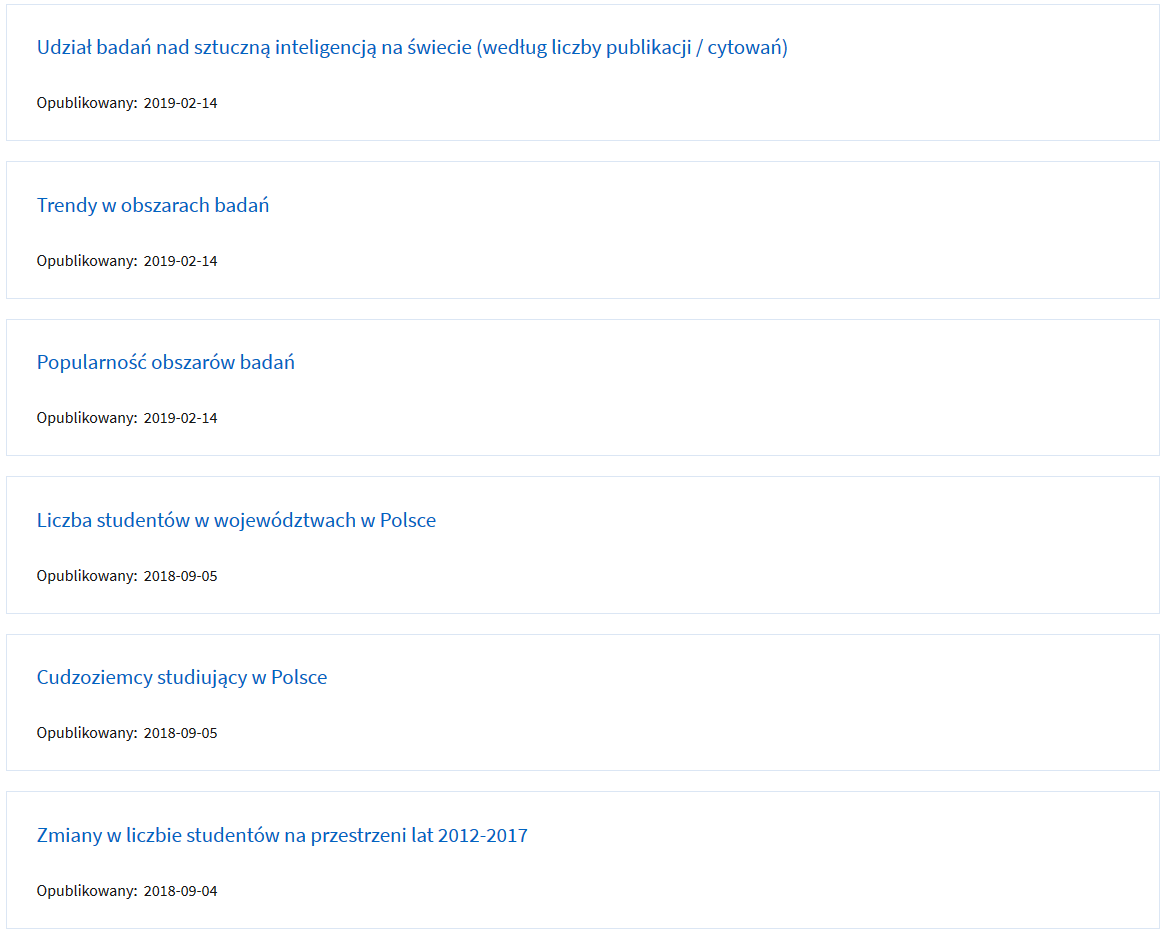 Udział badań nad sztuczną inteligencją na świecie (według liczby publikacji / cytowań)
Opublikowany: 2019-02-14
Trendy w obszarach badań
Opublikowany: 2019-02-14
Popularność obszarów badań
Opublikowany: 2019-02-14
Liczba studentów w województwach w Polsce
Opublikowany: 2018-09-05
Cudzoziemcy studiujący w Polsce
Opublikowany: 2018-09-05
Zmiany w liczbie studentów na przestrzeni lat 2012-2017
Opublikowany: 2018-09-04